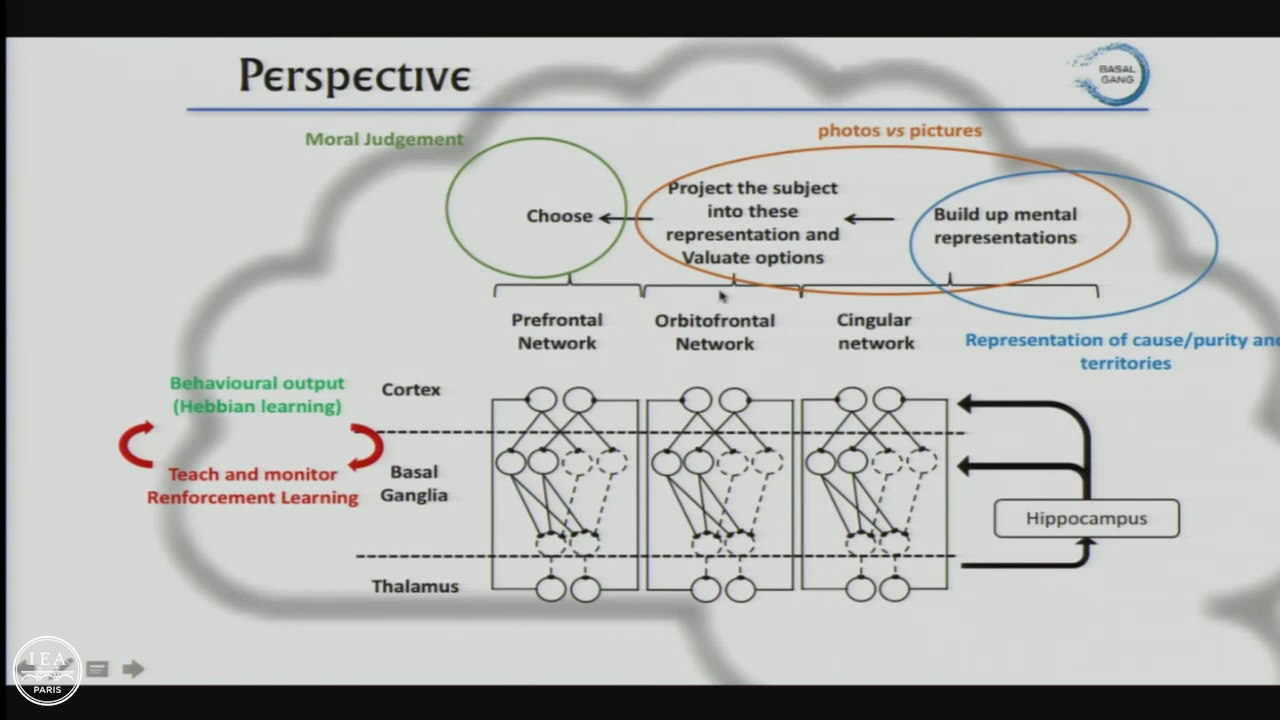 Perspective
BASAL
GANG
Moral Judgement
photos vs pictures
Choose
Project the subject
into these
representation and
Valuate options
Build up mental
representations
Prefrontal
Network
Orbitofrontal
Network
Cingular
network
Representation of cause/purity and
territories
Behavioural output
(Hebbian learning)
Teach and monitor
Renforcement Learning
Cortex
Basal
Ganglia
Thalamus
Hippocampus
IEA
PARIS